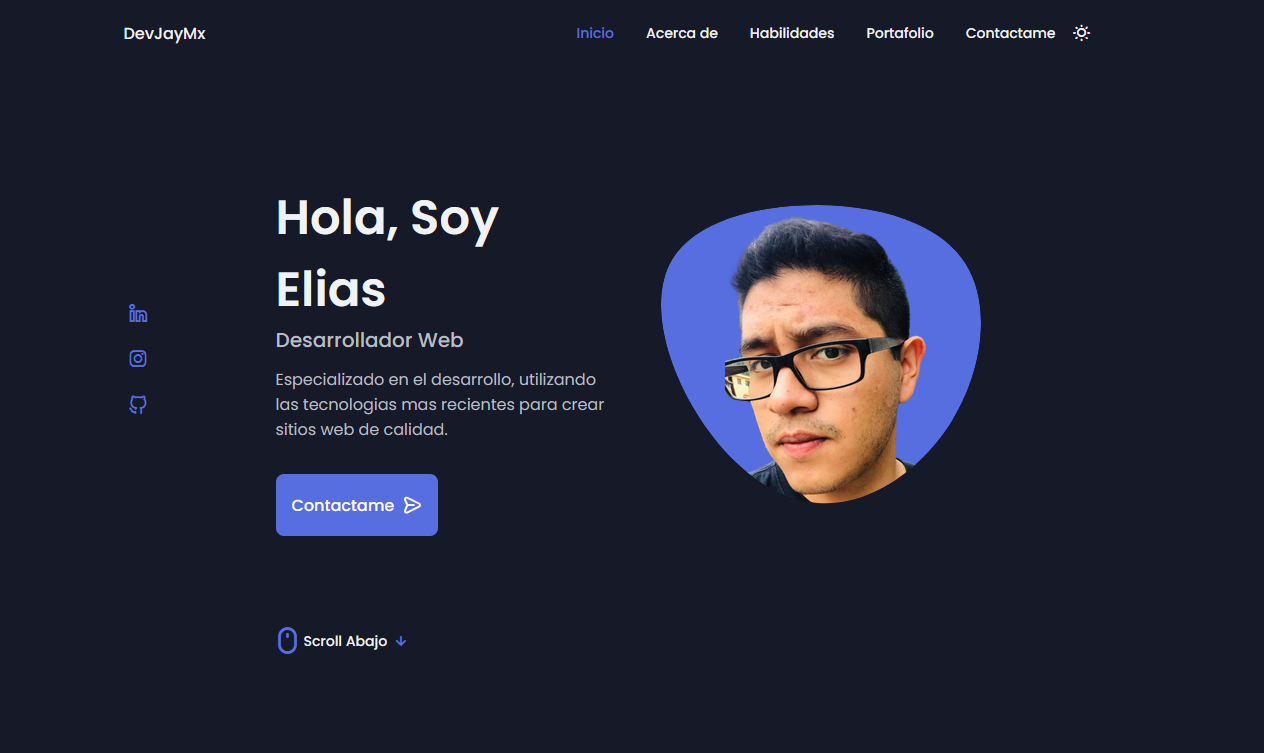 DevJayMx
Inicio Acerca de Habilidades Portafolio Contactame
Hola, Soy
Elias
Desarrollador Web
Especializado en el desarrollo, utilizando
las tecnologias mas recientes para crear
sitios web de calidad.
Contactame
Scroll Abajo